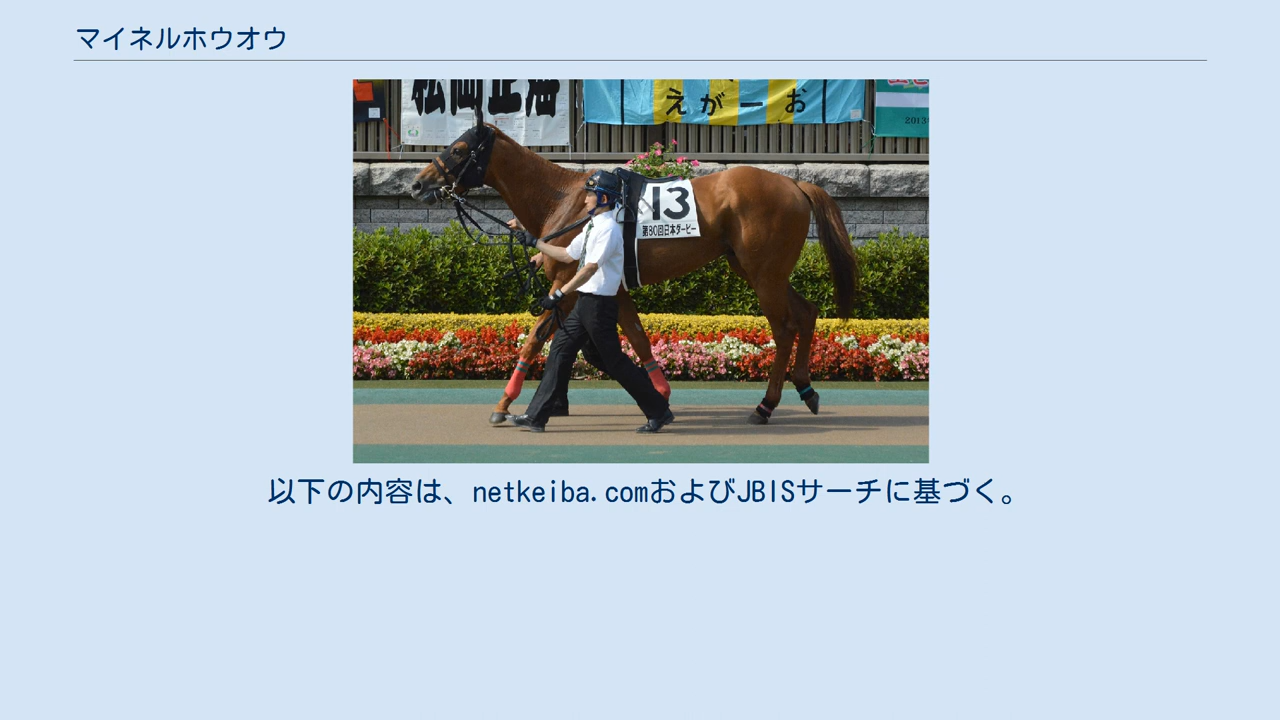 マイネルホウオウ
えがーお
2013
13
第80回日本ダービー
以下の内容は、netkeiba.comおよびJBISサーチに基づく。